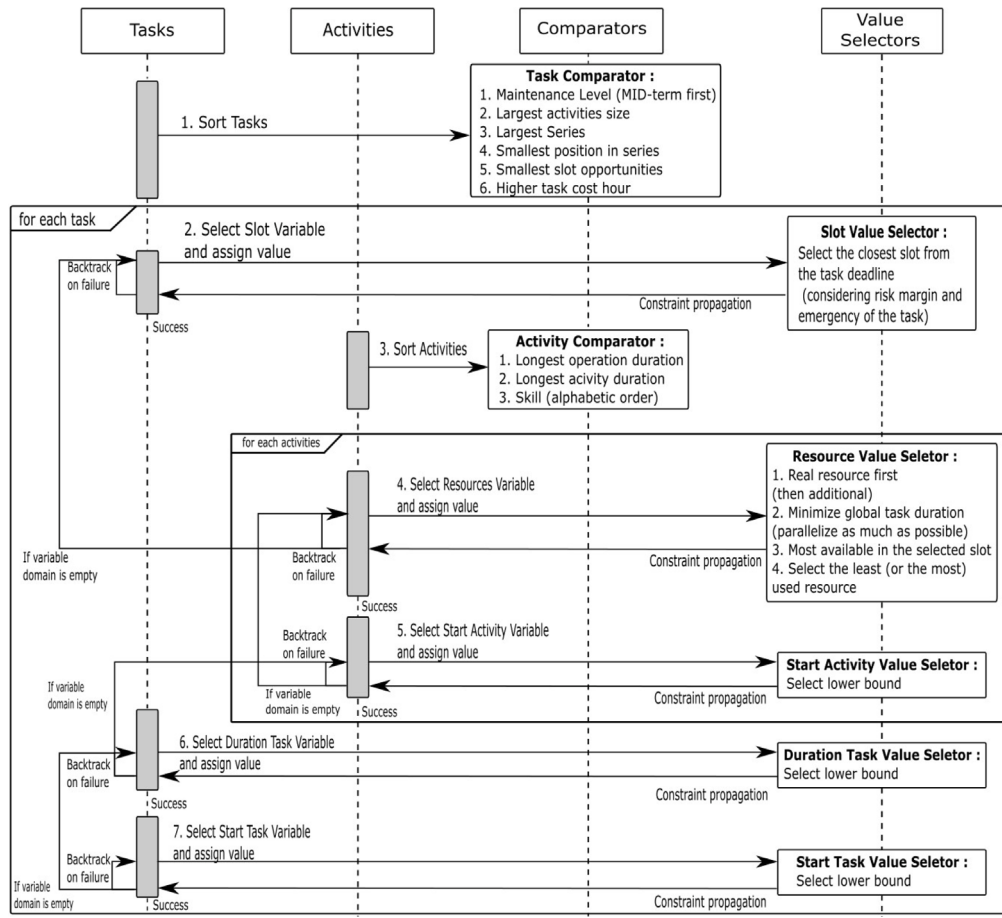 Tasks
Activities
Comparators
Value
Selectors
Task Comparator :
1. Maintenance Level (MID-term first)
2. Largest activities size
3. Largest Series
4. Smallest position in series
5. Smallest slot opportunities
6. Higher task cost hour
1. Sort Tasks
for each task
2. Select Slot Variable
and assign value
Slot Value Selector :
Select the closest slot from
the task deadline
(considering risk margin and
emergency of the task)
Backtrack
on failure
Constraint propagation
Success
3. Sort Activities
Activity Comparator :
1. Longest operation duration
2. Longest acivity duration
3. Skill (alphabetic order)
for each activities
4. Select Resources Variable
and assign value
Resource Value Seletor :
1. Real resource first
(then additional)
2. Minimize global task duration
(parallelize as much as possible)
3. Most available in the selected slot
4. Select the least (or the most)
used resource
If variable
domain is empty
Backtrack
on failure
Constraint propagation
Success
5. Select Start Activity Variable
and assign value
Backtrack
on failure
Start Activity Value Seletor :
Select lower bound
If variable
domain is empty
If variable
domain is empty
Constraint propagation
Success
6. Select Duration Task Variable
and assign value
Backtrack
on failure
Duration Task Value Seletor :
Select lower bound
Constraint propagation
Success
7. Select Start Task Variable
and assign value
Backtrack
on failure
Start Task Value Seletor :
Select lower bound
If variable
domain is empty
Constraint propagation
Success